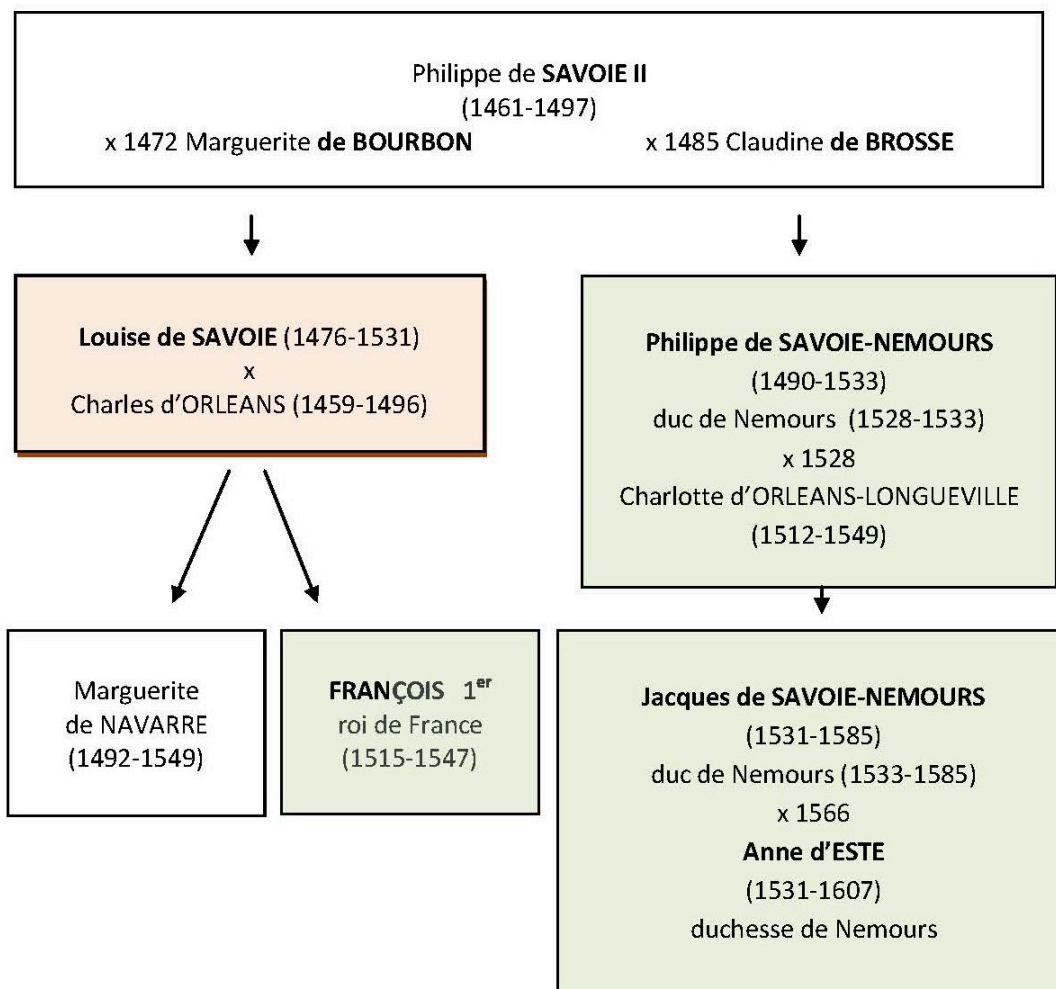 Philippe de SAVOIE II
(1461-1497)
x 1472 Marguerite de BOURBON
x 1485 Claudine de BROSSE
Louise de SAVOIE (1476-1531)
x
Charles d’ORLEANS (1459-1496)
Philippe de SAVOIE-NEMOURS
(1490-1533)
duc de Nemours (1528-1533)
x 1528
Charlotte d’ORLEANS-LONGUEVILLE
(1512-1549)
Marguerite
de NAVARRE
(1492-1549)
FRANÇOIS 1er
roi de France
(1515-1547)
Jacques de SAVOIE-NEMOURS
(1531-1585)
duc de Nemours (1533-1585)
x 1566
Anne d’ESTE
(1531-1607)
duchesse de Nemours